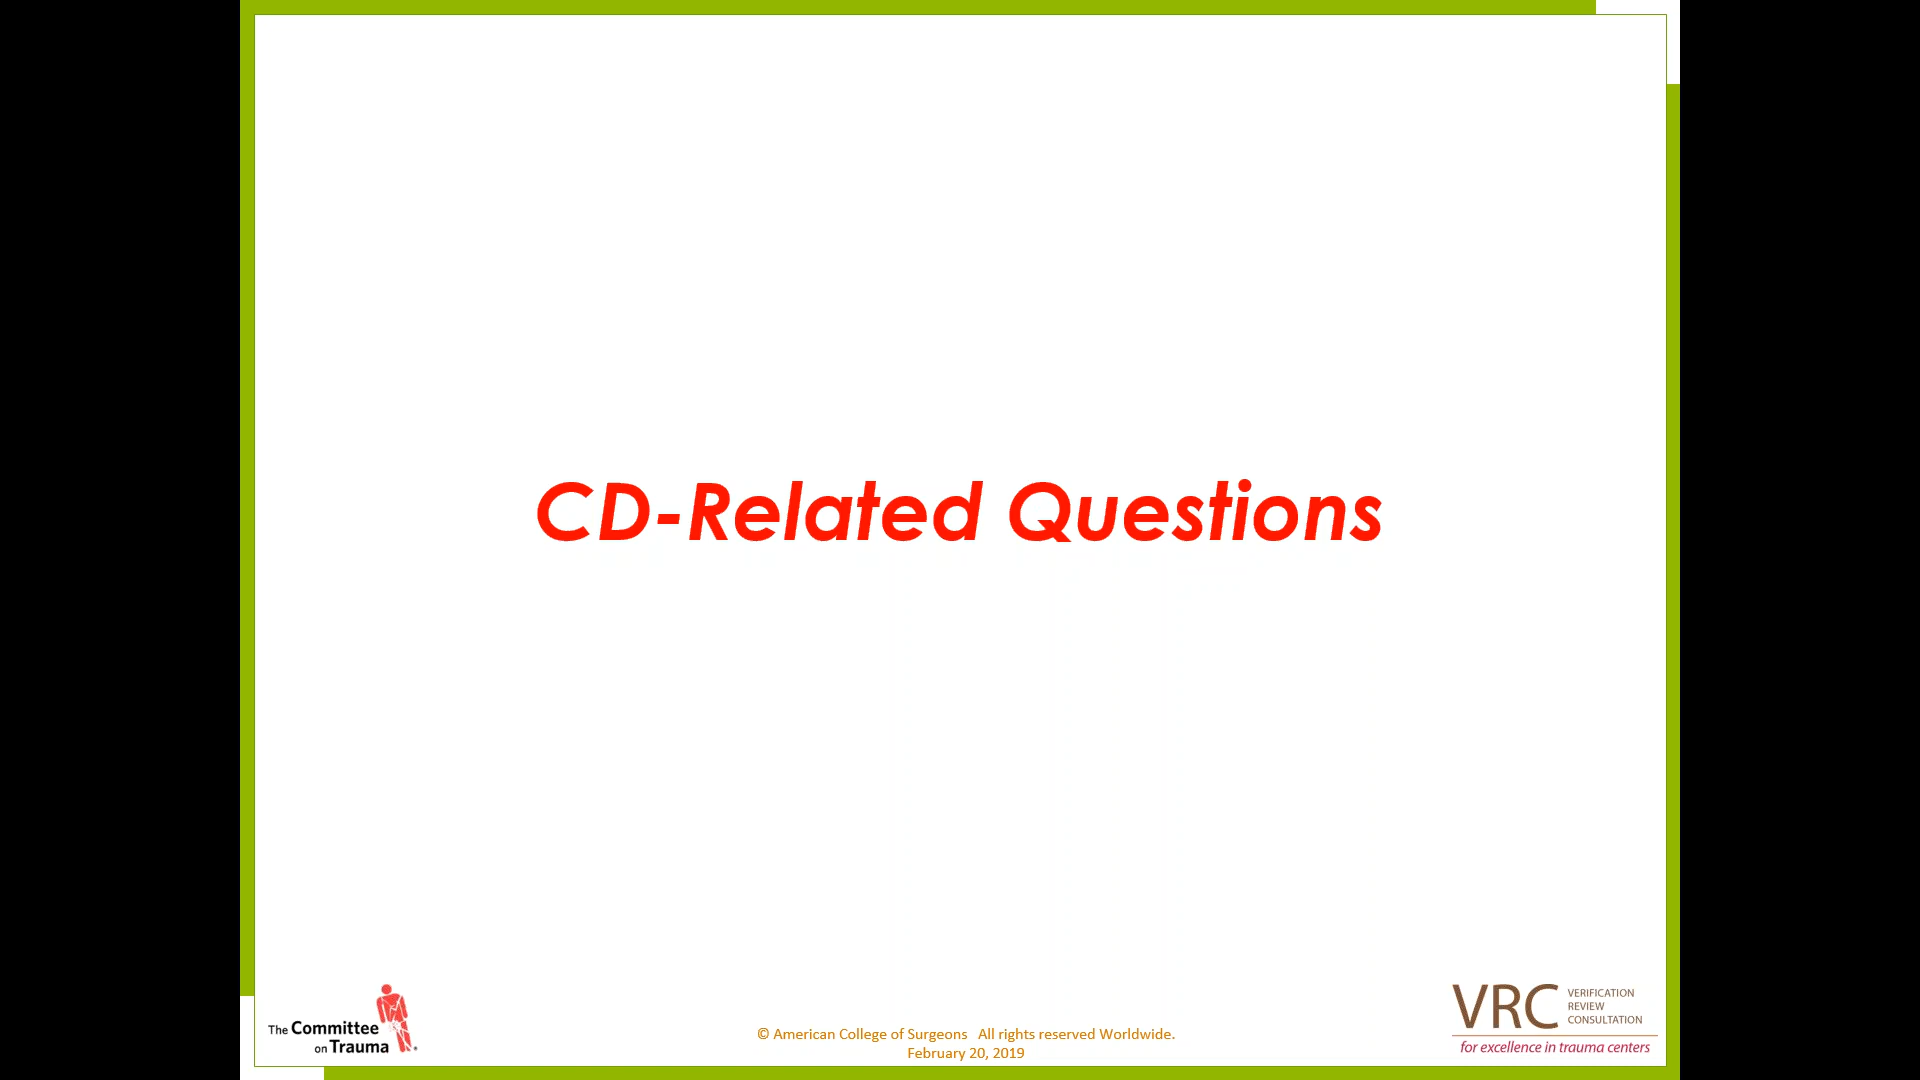 CD-Related Questions
The Committee
on Trauma
© American College of Surgeons All rights reserved Worldwide.
February 20, 2019
VRC
VERIFICATION
REVIEW
CONSULTATION
for excellence in trauma centers